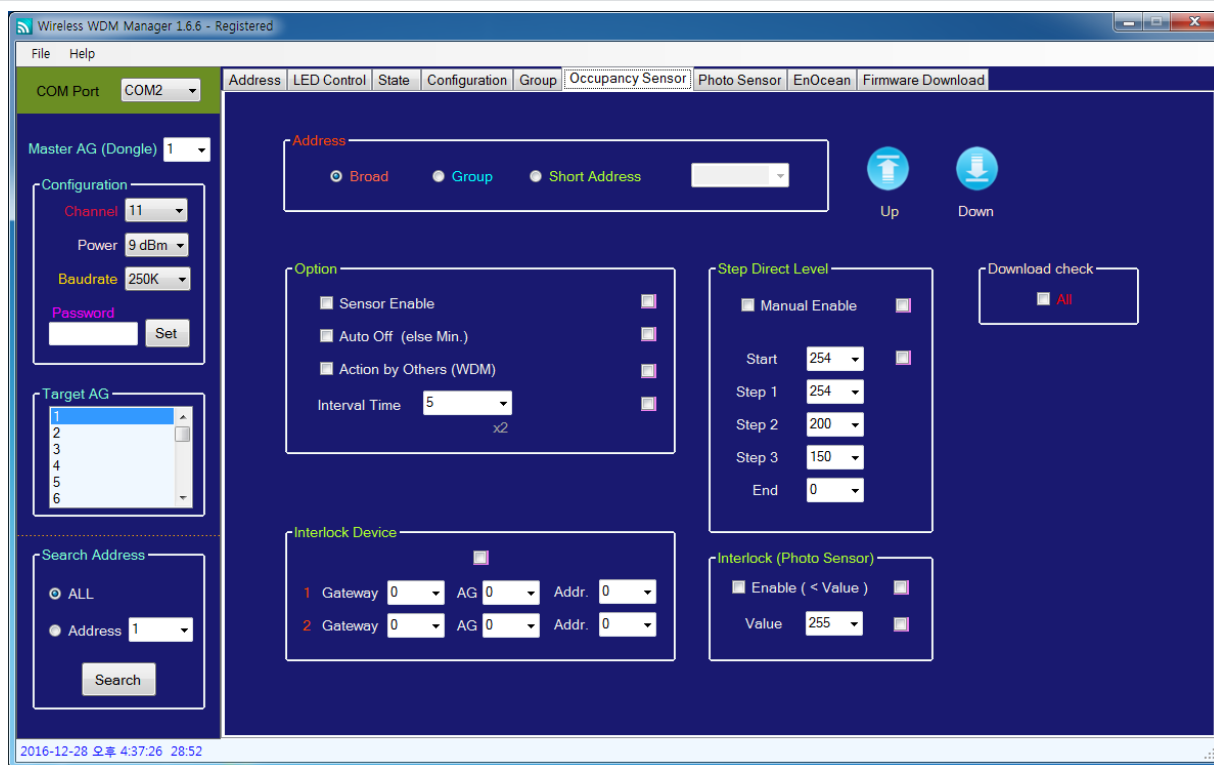 Wireless WDM Manager 1.6.6 - Registered
File Help
COM Port COM2
Address LED Control State Configuration Group Occupancy Sensor Photo Sensor EnOcean Firmware Download
Master AG (Dongle) 1
Configuration
Channel 11
Power 9 dBm
Baudrate 250K
Password
Set
Target AG
1
2
3
4
5
6
Search Address
ALL
Address 1
Search
Address
Broad Group Short Address
Up Down
Option
Sensor Enable
Auto Off (else Min.)
Action by Others (WDM)
Interval Time 5
x2
Step Direct Level
Manual Enable
Start 254
Step 1 254
Step 2 200
Step 3 150
End 0
Download check
All
Interlock Device
1 Gateway 0 AG 0 Addr. 0
2 Gateway 0 AG 0 Addr. 0
Interlock (Photo Sensor)
Enable ( < Value )
Value 255
2016-12-28 오후 4:37:26 28:52